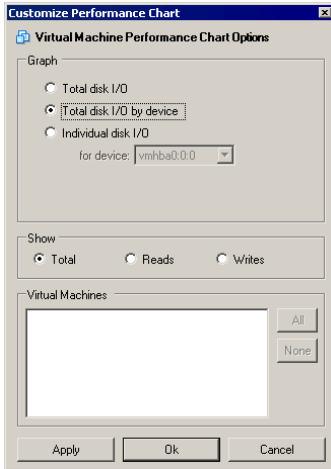 Customize Performance Chart
Virtual Machine Performance Chart Options
Graph
Total disk I/O
Total disk I/O by device
Individual disk I/O
for device: vmhba0:0:0
Show
Total Reads Writes
Virtual Machines
All
None
Apply Ok Cancel